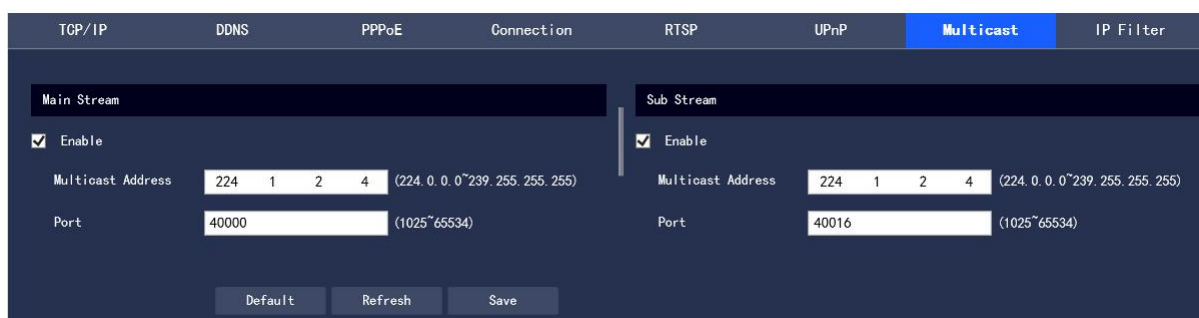 TCP/IP DDNS PPPoE Connection RTSP UPnP Multicast IP Filter
Main Stream
Enable
Multicast Address 224 1 2 4 (224.0.0.0~239.255.255.255)
Port 40000 (1025~65534)
Default Refresh Save
Sub Stream
Enable
Multicast Address 224 1 2 4 (224.0.0.0~239.255.255.255)
Port 40016 (1025~65534)